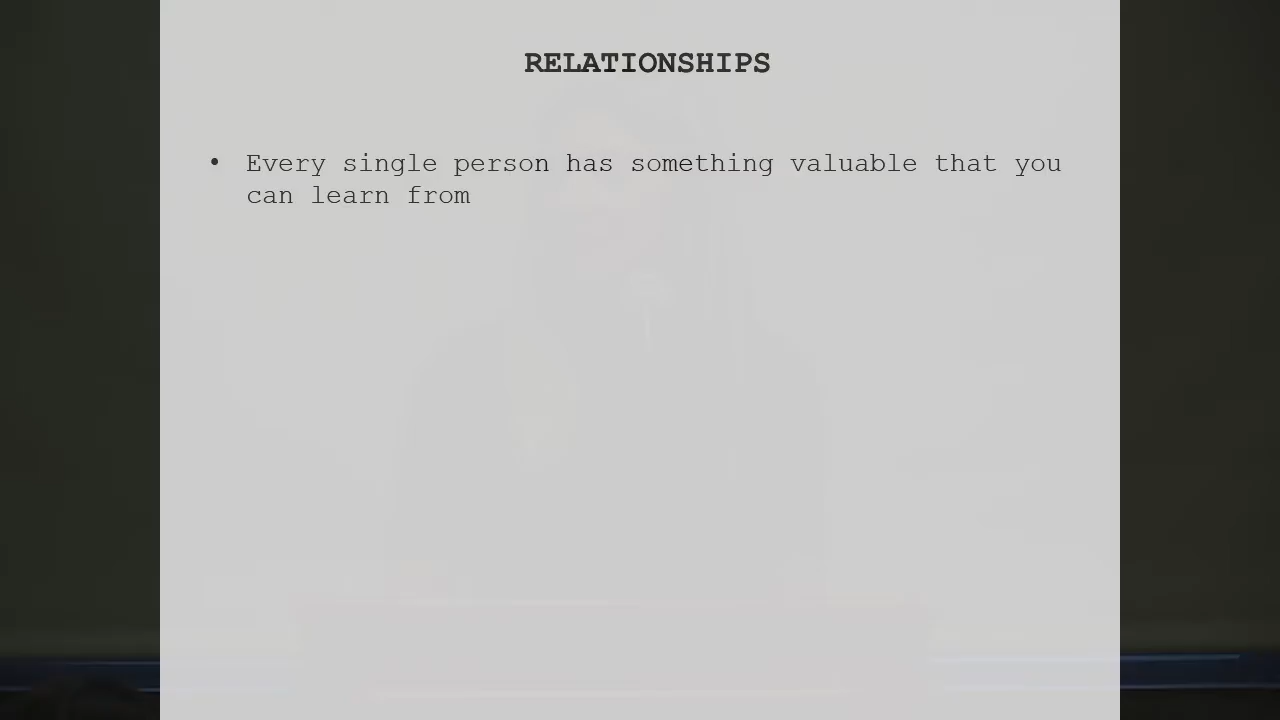 RELATIONSHIPS
• Every single person has something valuable that you
can learn from